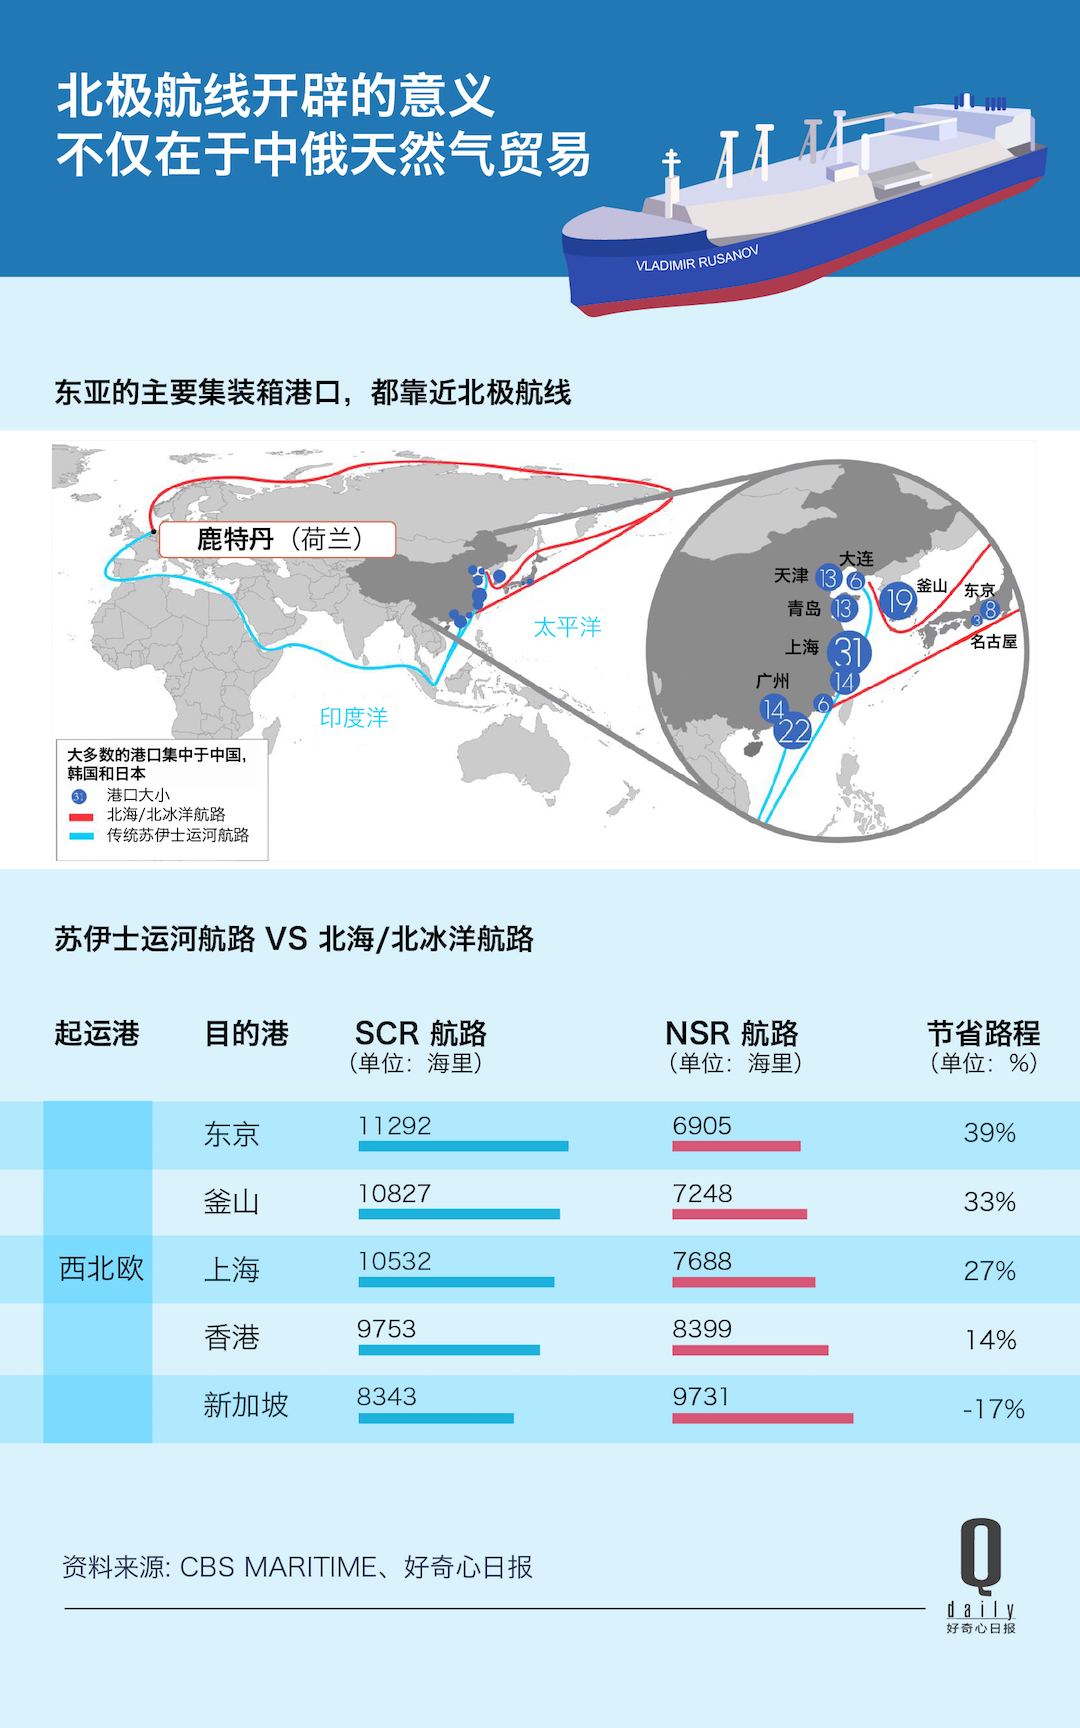 北极航线开辟的意义
不仅在于中俄天然气贸易
VLADIMIR RUSANOV
东亚的主要集装箱港口，都靠近北极航线
鹿特丹（荷兰）
太平洋
印度洋
大连
天津 13 6
青岛 13
19 釜山
东京
8
3
名古屋
上海 31
14
广州
14 6
22
大多数的港口集中于中国，
韩国和日本
31 港口大小
北海/北冰洋航路
传统苏伊士运河航路
苏伊士运河航路 VS 北海/北冰洋航路
起运港 目的港 SCR 航路 NSR 航路 节省路程
（单位：海里） （单位：海里） （单位：%）
东京 11292 6905 39%
釜山 10827 7248 33%
西北欧 上海 10532 7688 27%
香港 9753 8399 14%
新加坡 8343 9731 -17%
资料来源: CBS MARITIME、好奇心日报
Q
daily
好奇心日报